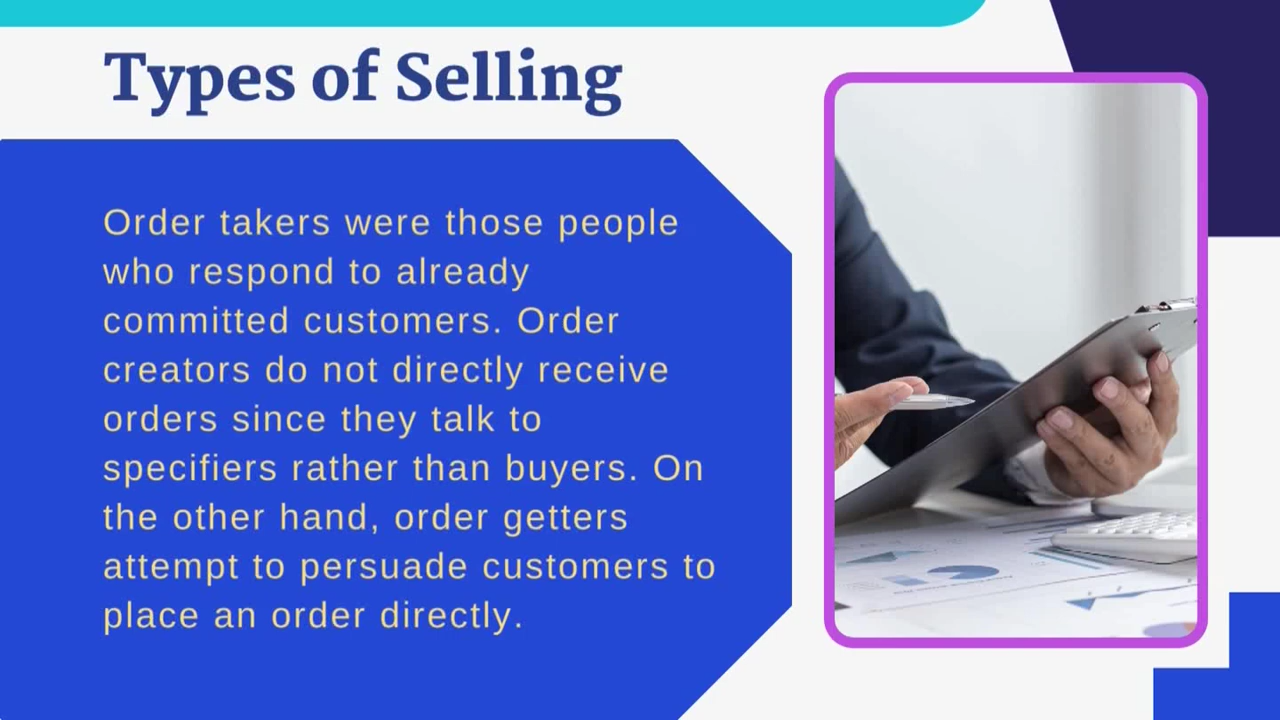 Types of Selling
Order takers were those people
who respond to already
committed customers. Order
creators do not directly receive
orders since they talk to
specifiers rather than buyers. On
the other hand, order getters
attempt to persuade customers to
place an order directly.